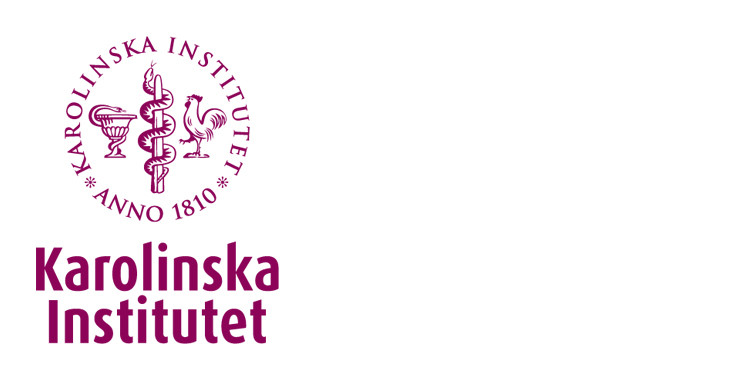 KAROLINSKA INSTITUTET
* ANNO 1810 *
Karolinska
Institutet